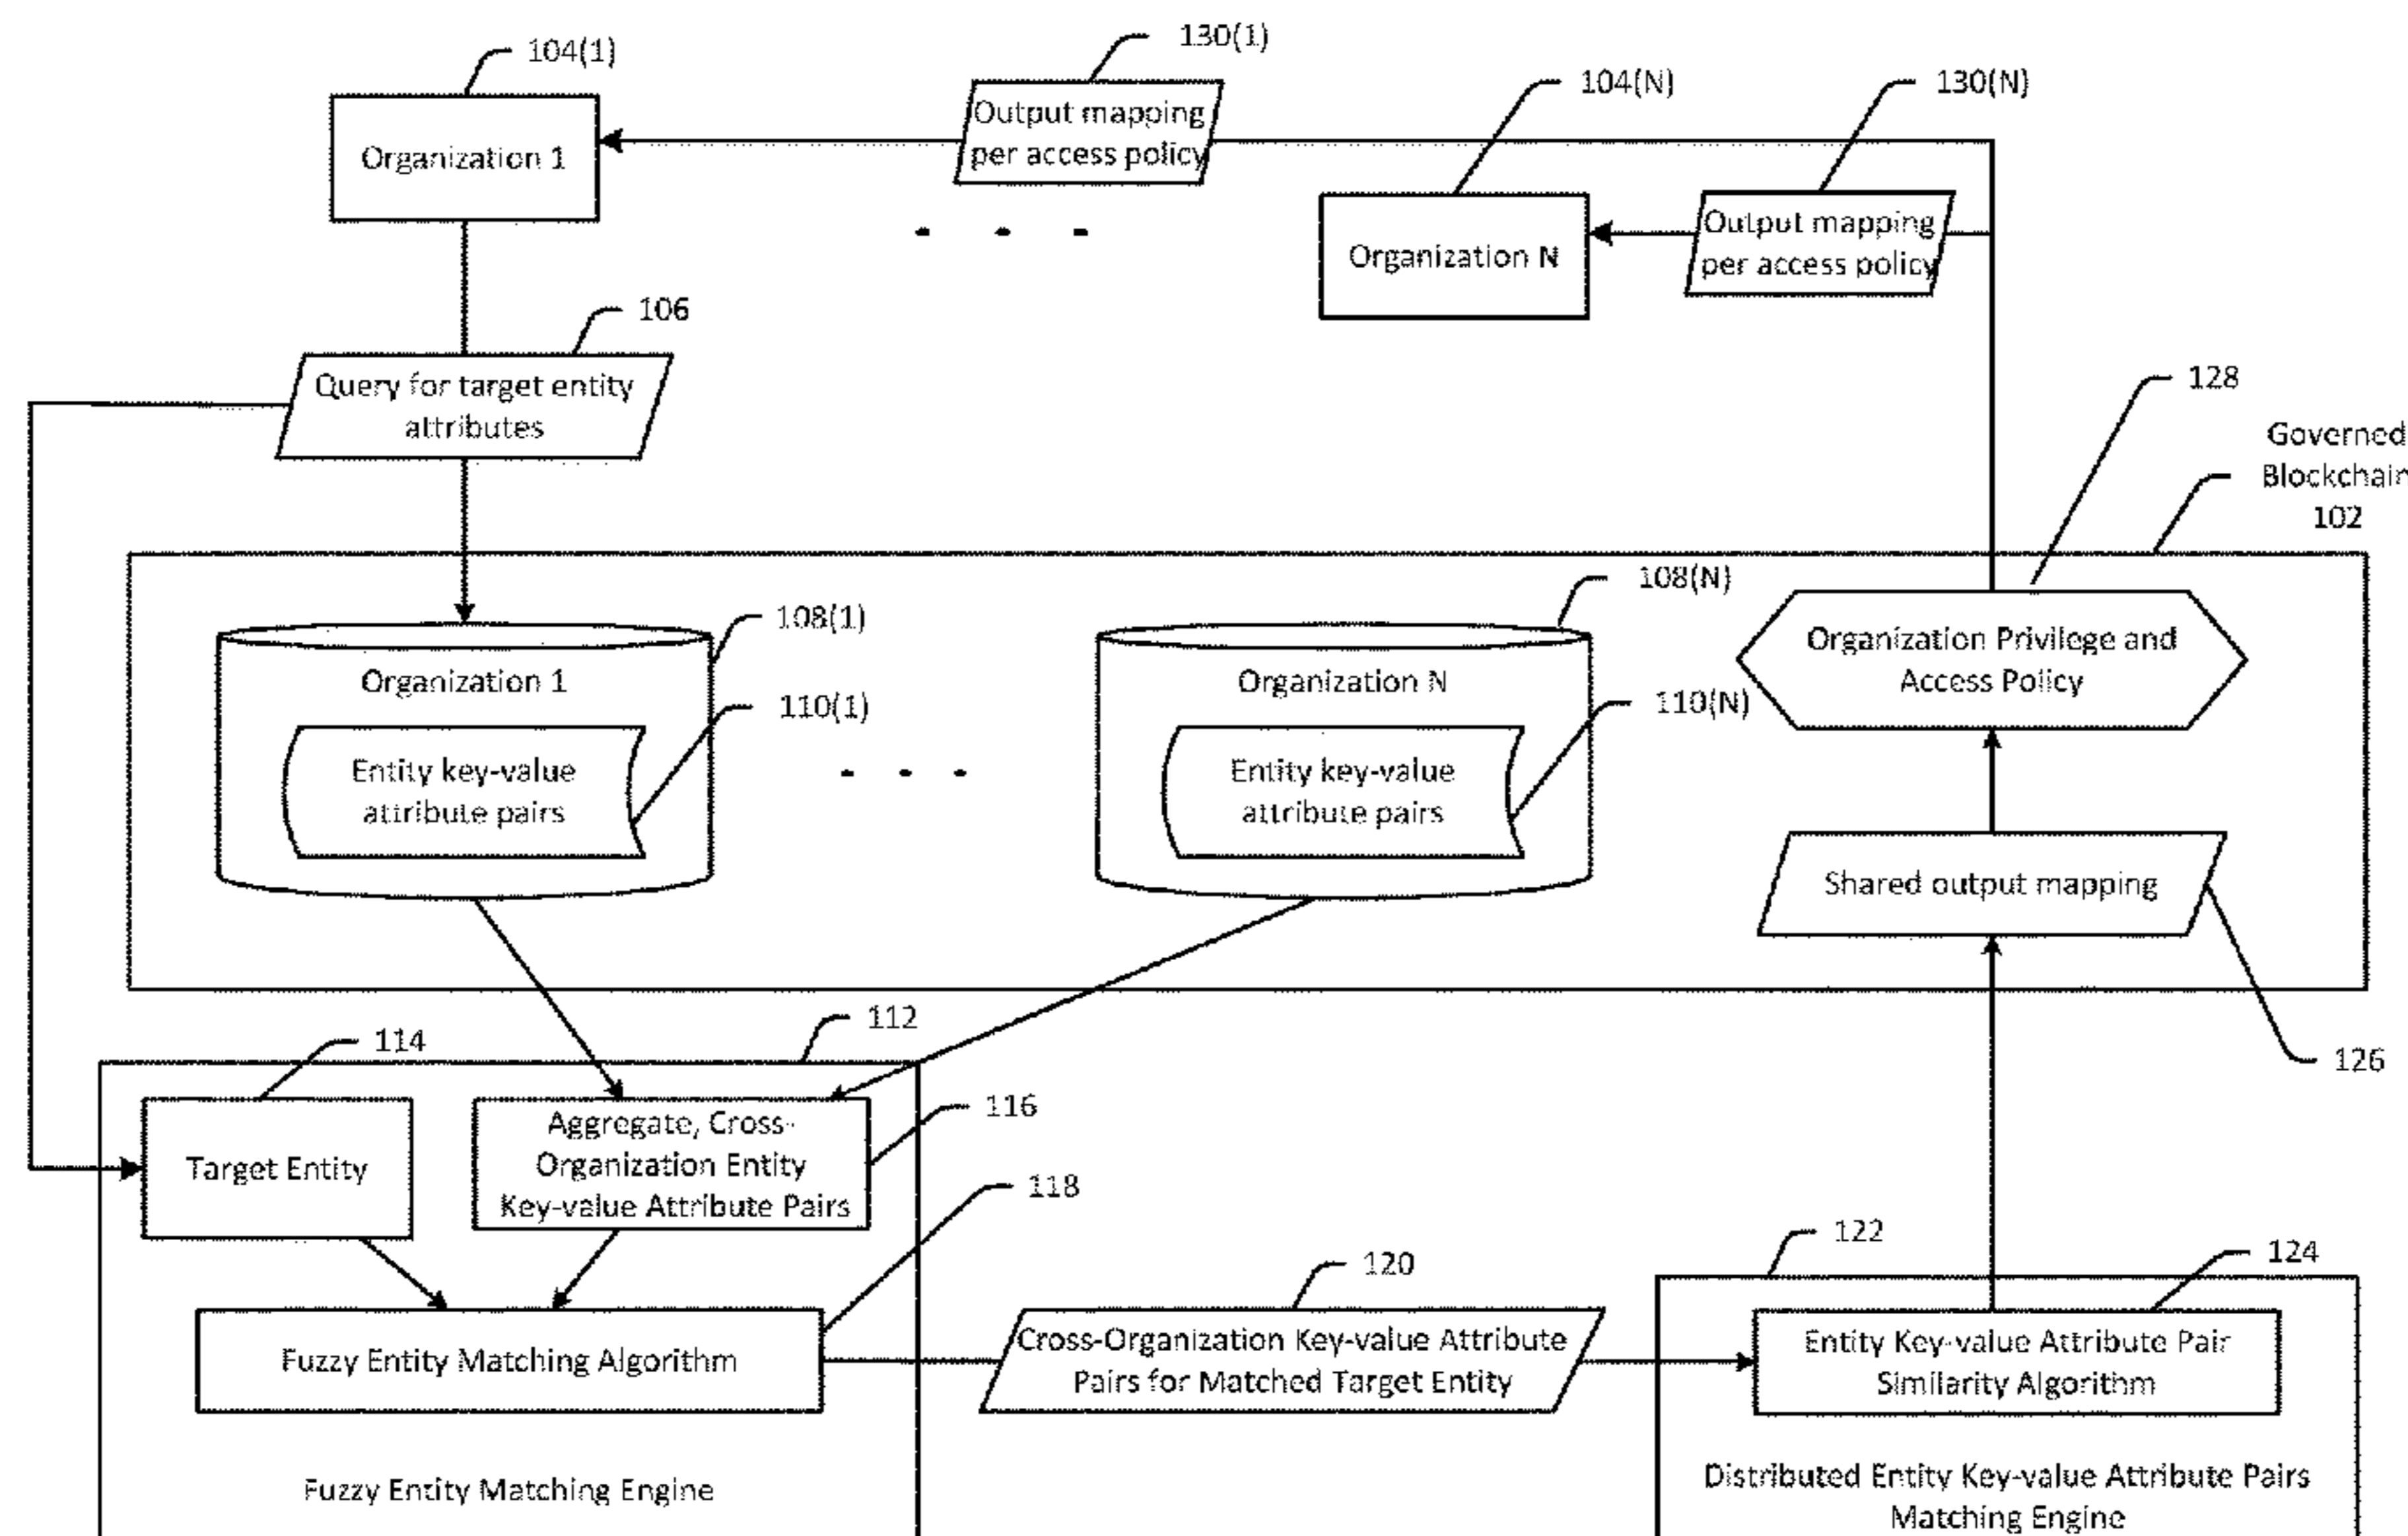 104(1)
130(1)
104(N)
130(N)
Output mapping
per access policy
Organization 1
Output mapping
per access policy
Organization N
106
Query for target entity
attributes
128
Governed
Blockchain
102
108(1)
108(N)
Organization 1
110(1)
Entity key-value
attribute pairs
Organization N
110(N)
Entity key-value
attribute pairs
Organization Privilege and
Access Policy
Shared output mapping
126
112
114
116
Target Entity
Aggregate, Cross-
Organization Entity
Key-value Attribute Pairs
118
120
122
124
Fuzzy Entity Matching Algorithm
Cross-Organization Key-value Attribute
Pairs for Matched Target Entity
Entity Key-value Attribute Pair
Similarity Algorithm
Fuzzy Entity Matching Engine
Distributed Entity Key-value Attribute Pairs
Matching Engine